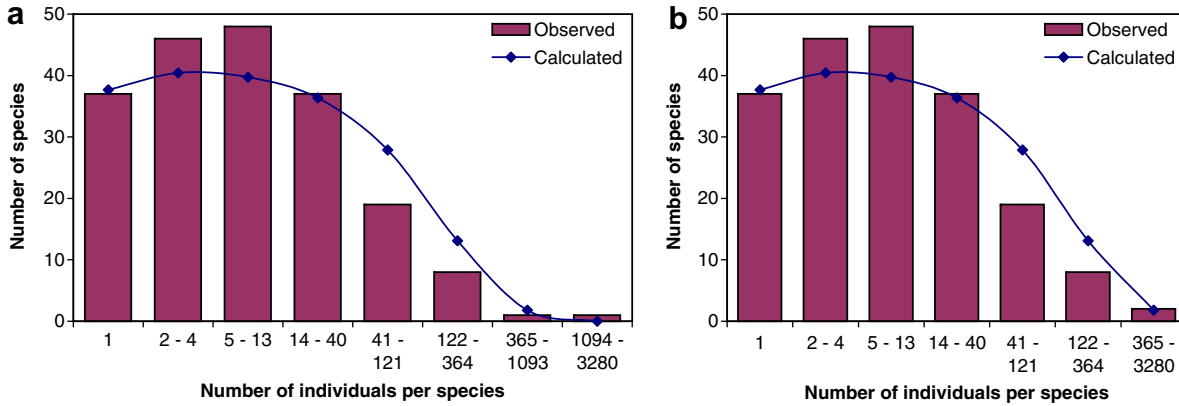 a
Number of species
50
40
30
20
10
0
Observed
Calculated
1
2 - 4
5 - 13
14 - 40
41 -
121
122 -
364
365 -
1093
1094 -
3280
Number of individuals per species
b
Number of species
50
40
30
20
10
0
Observed
Calculated
1
2 - 4
5 - 13
14 - 40
41 -
121
122 -
364
365 -
3280
Number of individuals per species